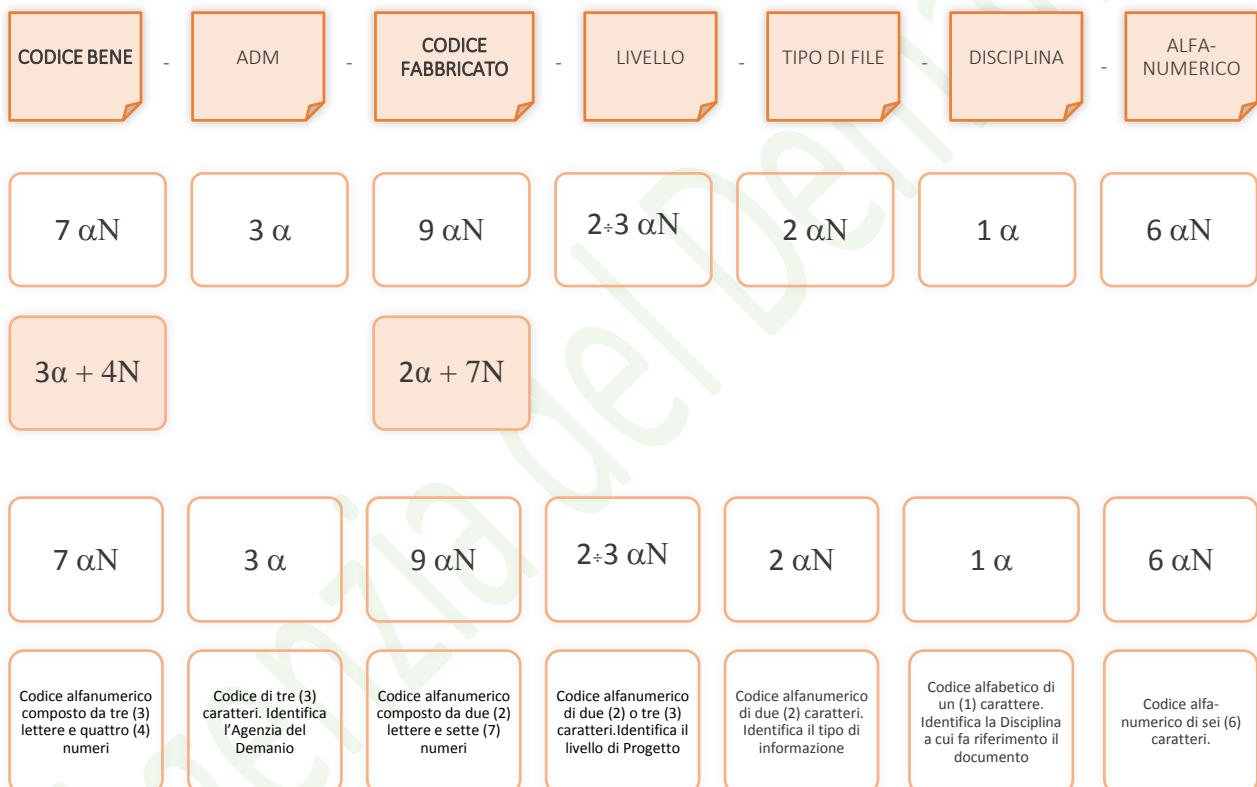 CODICE BENE - ADM - CODICE FABBRICATO - LIVELLO - TIPO DI FILE - DISCIPLINA - ALFA-NUMERICO
7 αN
3 α
9 αN
2÷3 αN
2 αN
1 α
6 αN
3α + 4N
2α + 7N
7 αN
3 α
9 αN
2÷3 αN
2 αN
1 α
6 αN
Codice alfanumerico
composto da tre (3)
lettere e quattro (4)
numeri
Codice di tre (3)
caratteri. Identifica
l’Agenzia del
Demanio
Codice alfanumerico
composto da due (2)
lettere e sette (7)
numeri
Codice alfanumerico
di due (2) o tre (3)
caratteri.Identifica il
livello di Progetto
Codice alfanumerico
di due (2) caratteri.
Identifica il tipo di
informazione
Codice alfabetico di
un (1) carattere.
Identifica la Disciplina
a cui fa riferimento il
documento
Codice alfa-
numerico di sei (6)
caratteri.
genzia del Dem